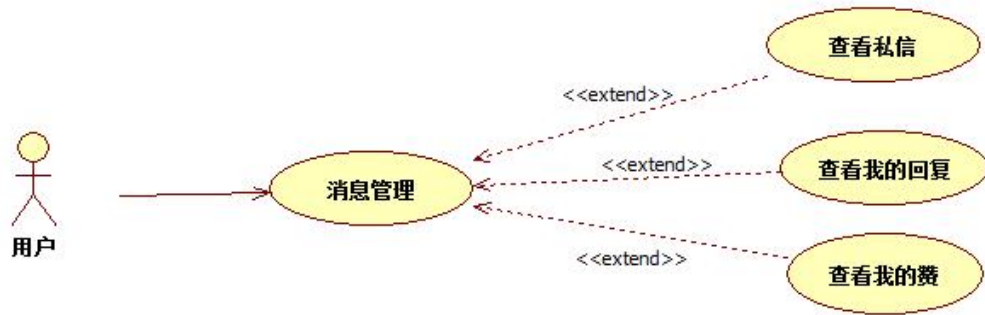 查看私信
<<extend>>
<<extend>>
查看我的回复
消息管理
用户
<<extend>>
查看我的赞